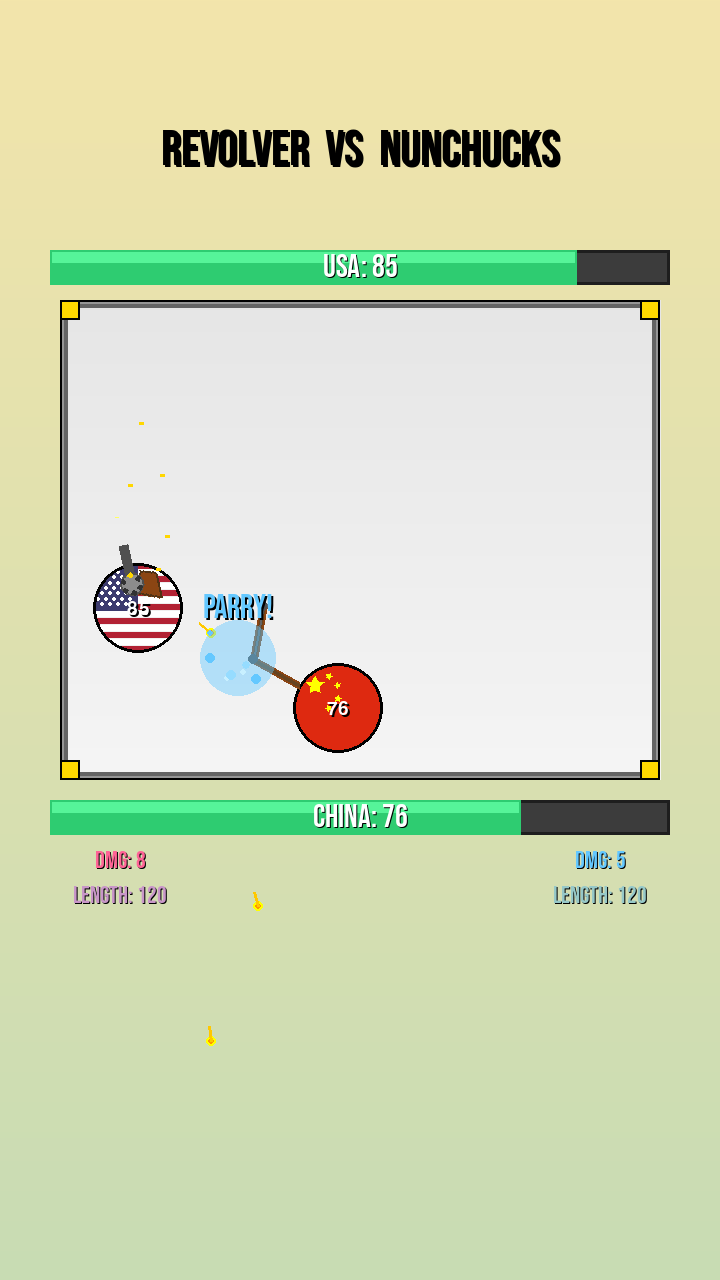 REVOLVER VS NUNCHUCKS
USA: 85
85
PARRY!
76
CHINA: 76
DMG: 8
DMG: 5
LENGTH: 120
LENGTH: 120